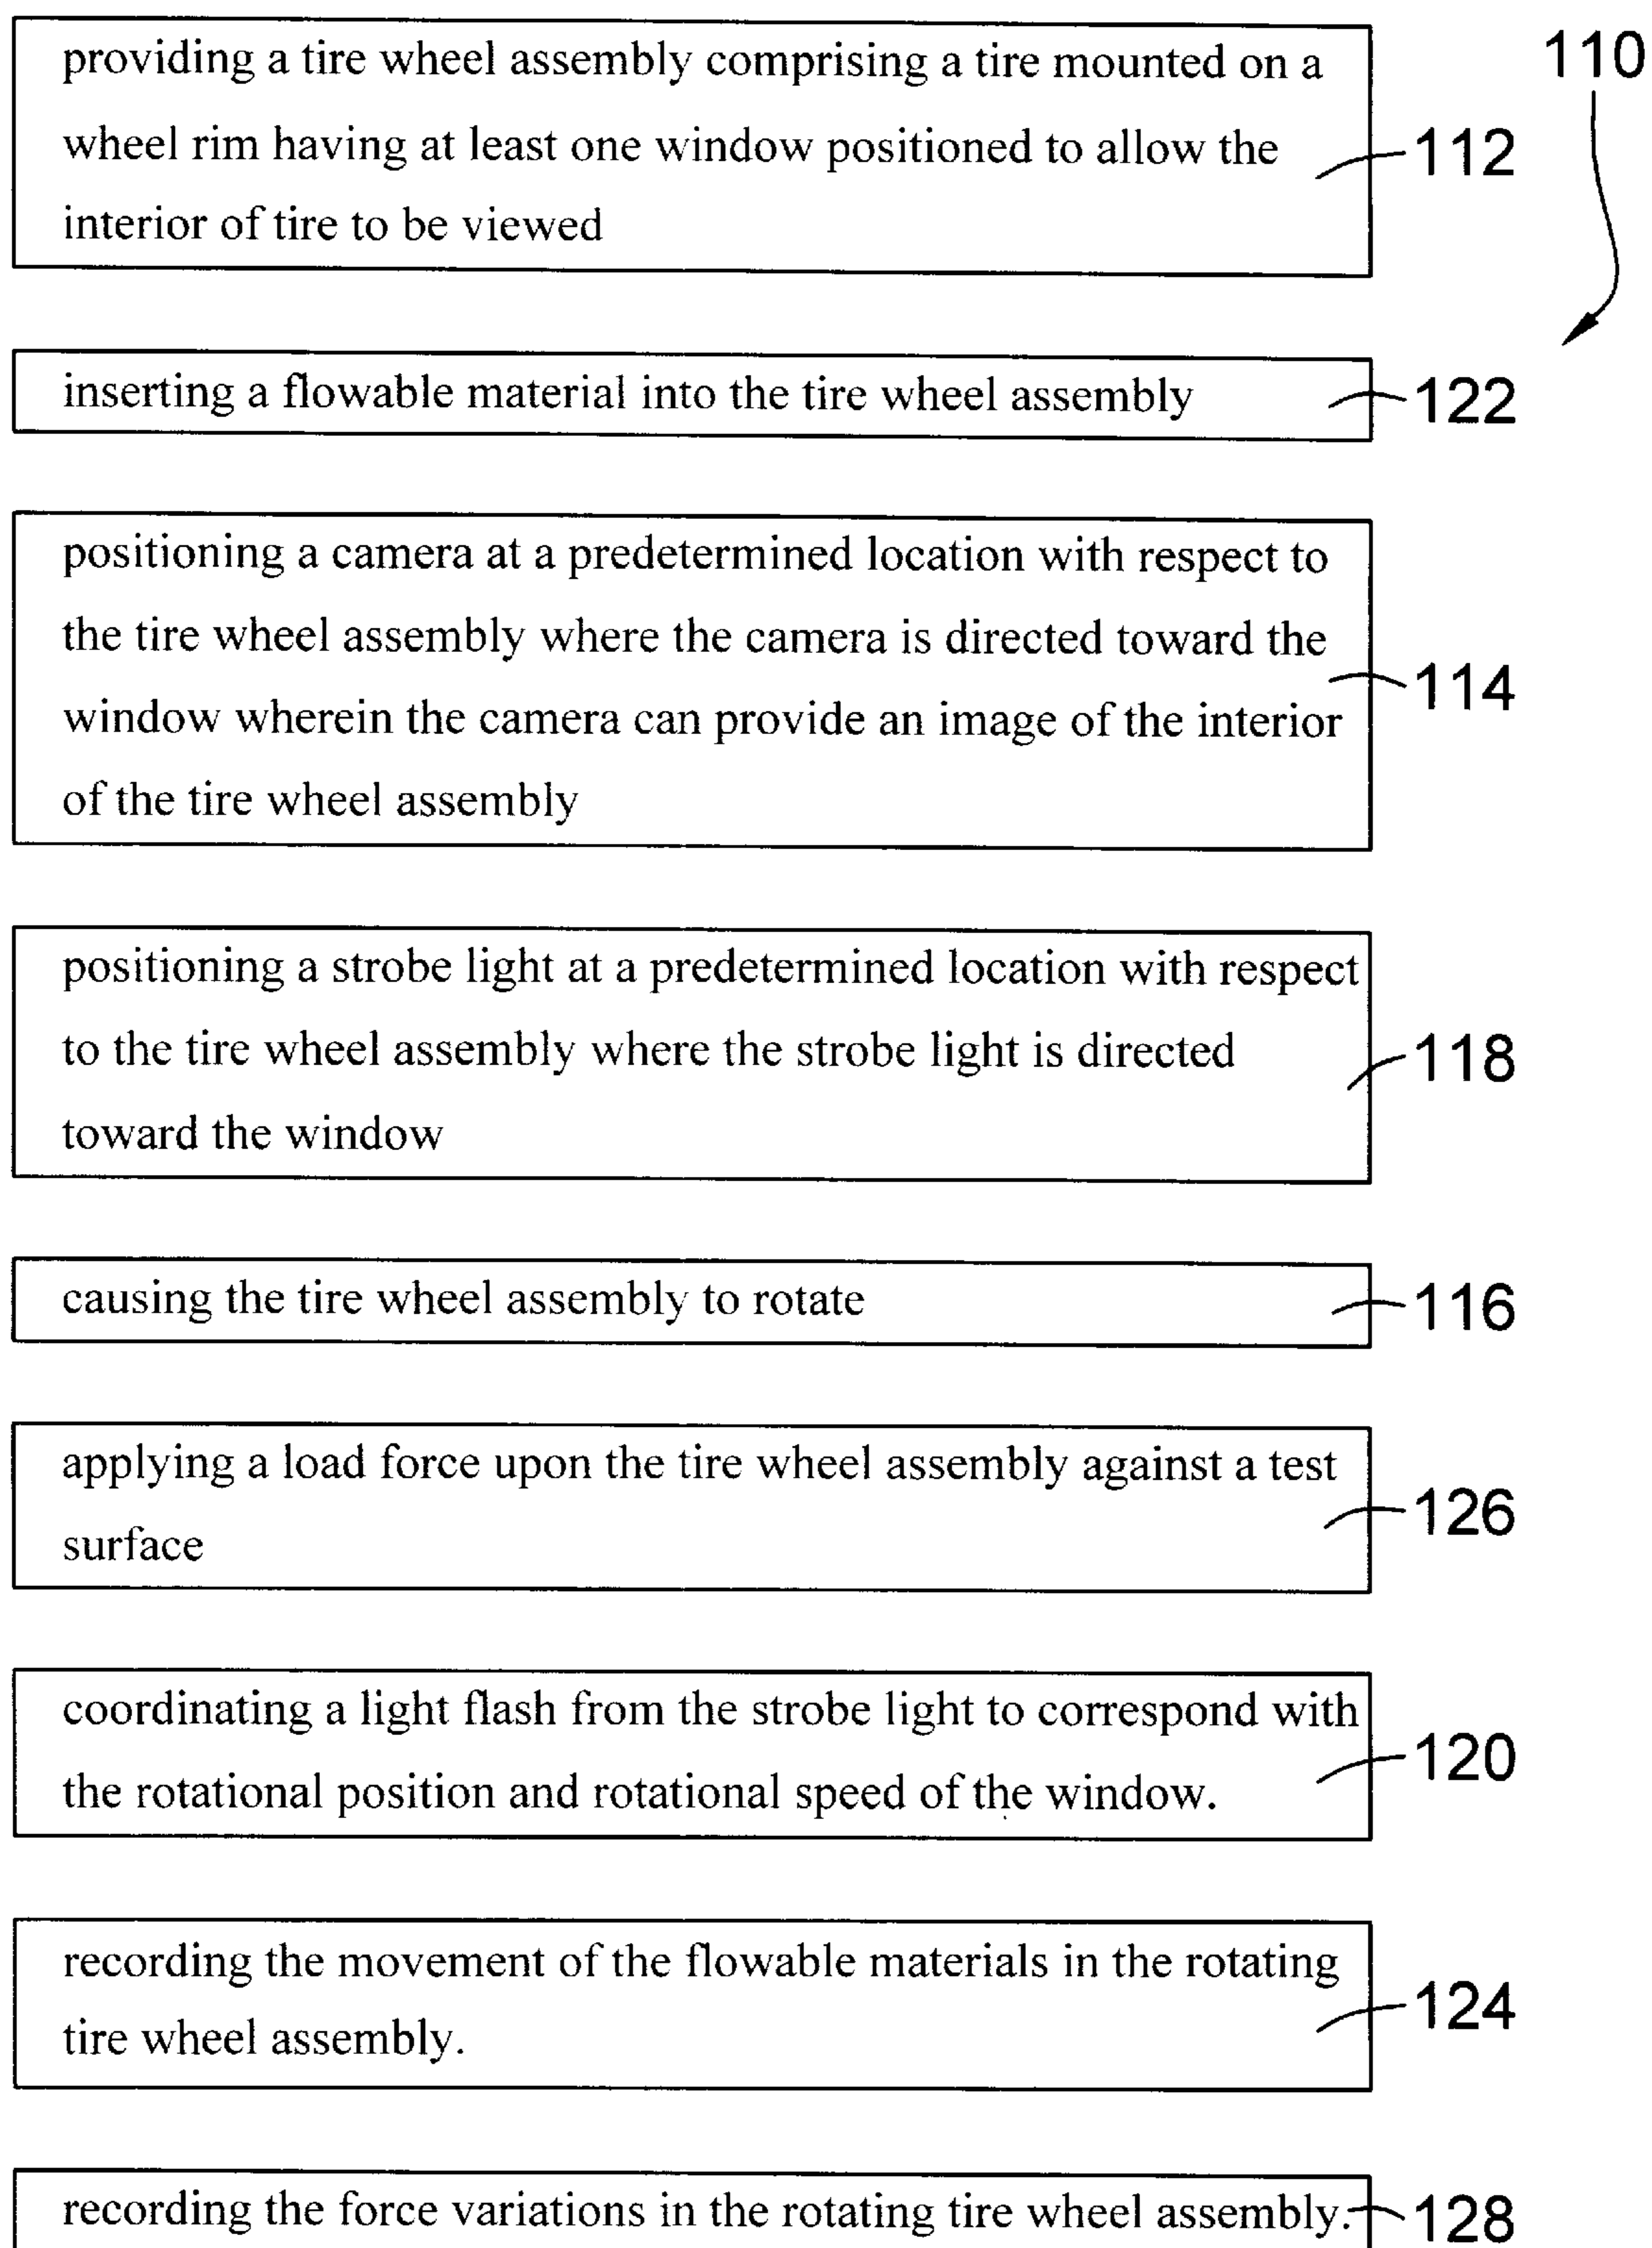 110
providing a tire wheel assembly comprising a tire mounted on a
wheel rim having at least one window positioned to allow the
112
interior of tire to be viewed
inserting a flowable material into the tire wheel assembly
122
positioning a camera at a predetermined location with respect to
the tire wheel assembly where the camera is directed toward the
114
window wherein the camera can provide an image of the interior
of the tire wheel assembly
positioning a strobe light at a predetermined location with respect
to the tire wheel assembly where the strobe light is directed
118
toward the window
causing the tire wheel assembly to rotate
116
applying a load force upon the tire wheel assembly against a test
126
surface
coordinating a light flash from the strobe light to correspond with
120
the rotational position and rotational speed of the window.
recording the movement of the flowable materials in the rotating
124
tire wheel assembly.
recording the force variations in the rotating tire wheel assembly.
128